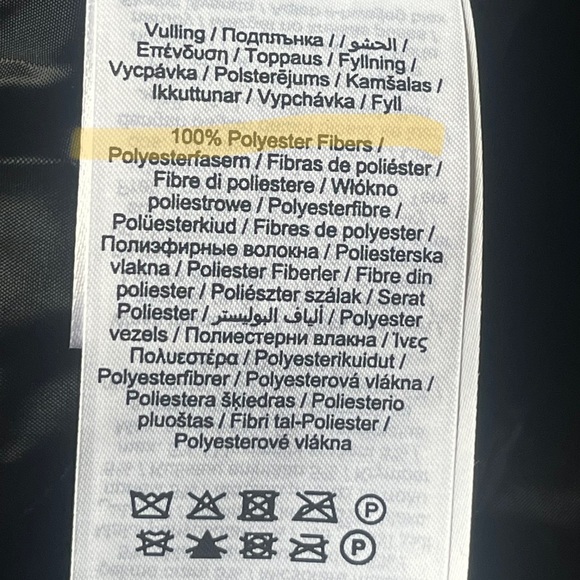 Vulling / Подплънка / / الحشو /
Επένδυση / Toppaus / Fyllning /
Vycpávka / Polsterējums / Kamšalas /
Ikkuttunar / Vypchávka / Fyll
100% Polyester Fibers /
Polyesterfasern / Fibras de poliéster /
Fibre di poliestere / Włókno
poliestrowe / Polyesterfibre /
Polüesterkiud / Fibres de polyester /
Полиэфирные волокна / Poliesterska
vlakna / Poliester Fiberler / Fibre din
poliester / Poliészter szálak / Serat
Poliester / ألياف البوليستر / Polyester
vezels / Полиестерни влакна / Ίνες
Πολυεστέρα / Polyesterikuidut /
Polyesterfibrer / Polyesterová vlákna /
Poliestera šķiedras / Poliesterio
pluoštas / Fibri tal-Poliester /
Polyesterové vlákna
P
P